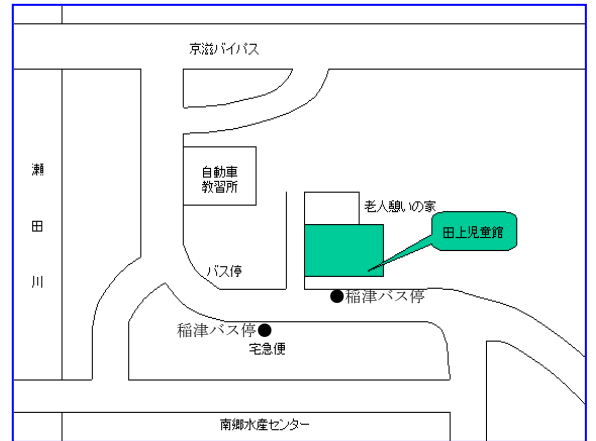 京滋バイパス
瀬田川
自動車
教習所
老人憩いの家
田上児童館
バス停
●稲津バス停
稲津バス停●
宅急便
南郷水産センター